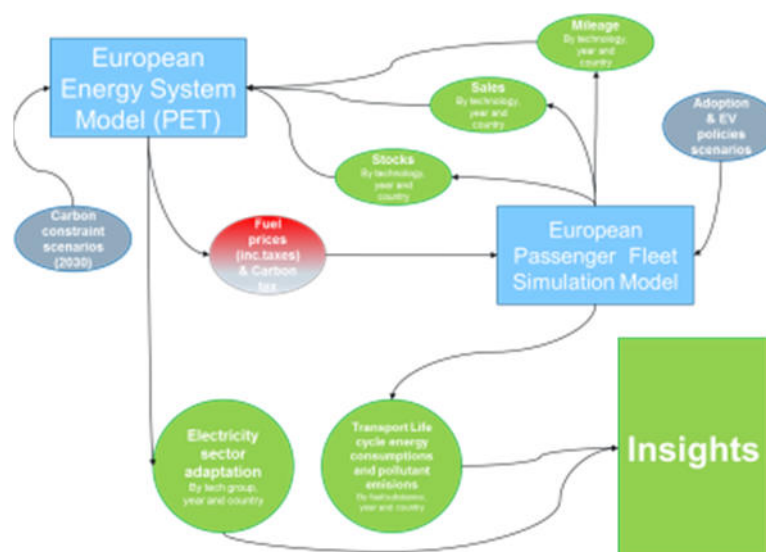 European
Energy System
Model (PET)
Mileage
By technology,
year and
country
Sales
By technology,
year and
country
Stocks
By technology,
year and
country
Adoption
& EV
policies
scenarios
Carbon
constraint
scenarios
(2030)
Fuel
prices
(inc.taxes)
& Carbon
tax
European
Passenger Fleet
Simulation Model
Electricity
sector
adaptation
By tech group,
year and country
Transport Life
cycle energy
consumptions
and pollutant
emisions
year and country
Insights